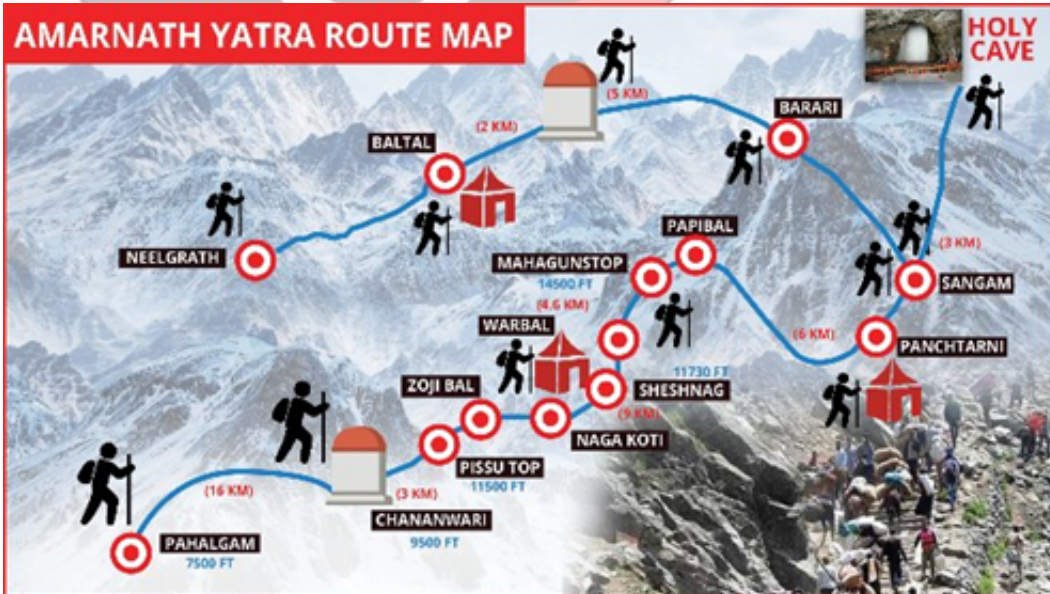 AMARNATH YATRA ROUTE MAP
HOLY
CAVE
(5 KM)
BARARI
(2 KM)
BALTAL
PAPIBAL
NEELGRATH
MAHAGUNSTOP
14500 FT
(3 KM)
SANGAM
(4.6 KM)
WARBAL
(6 KM)
PANCHTARNI
11730 FT
ZOJI BAL
SHESHNAG
(9 KM)
NAGA KOTI
PISSU TOP
11500 FT
(16 KM)
(3 KM)
CHANANWARI
9500 FT
PAHALGAM
7500 FT